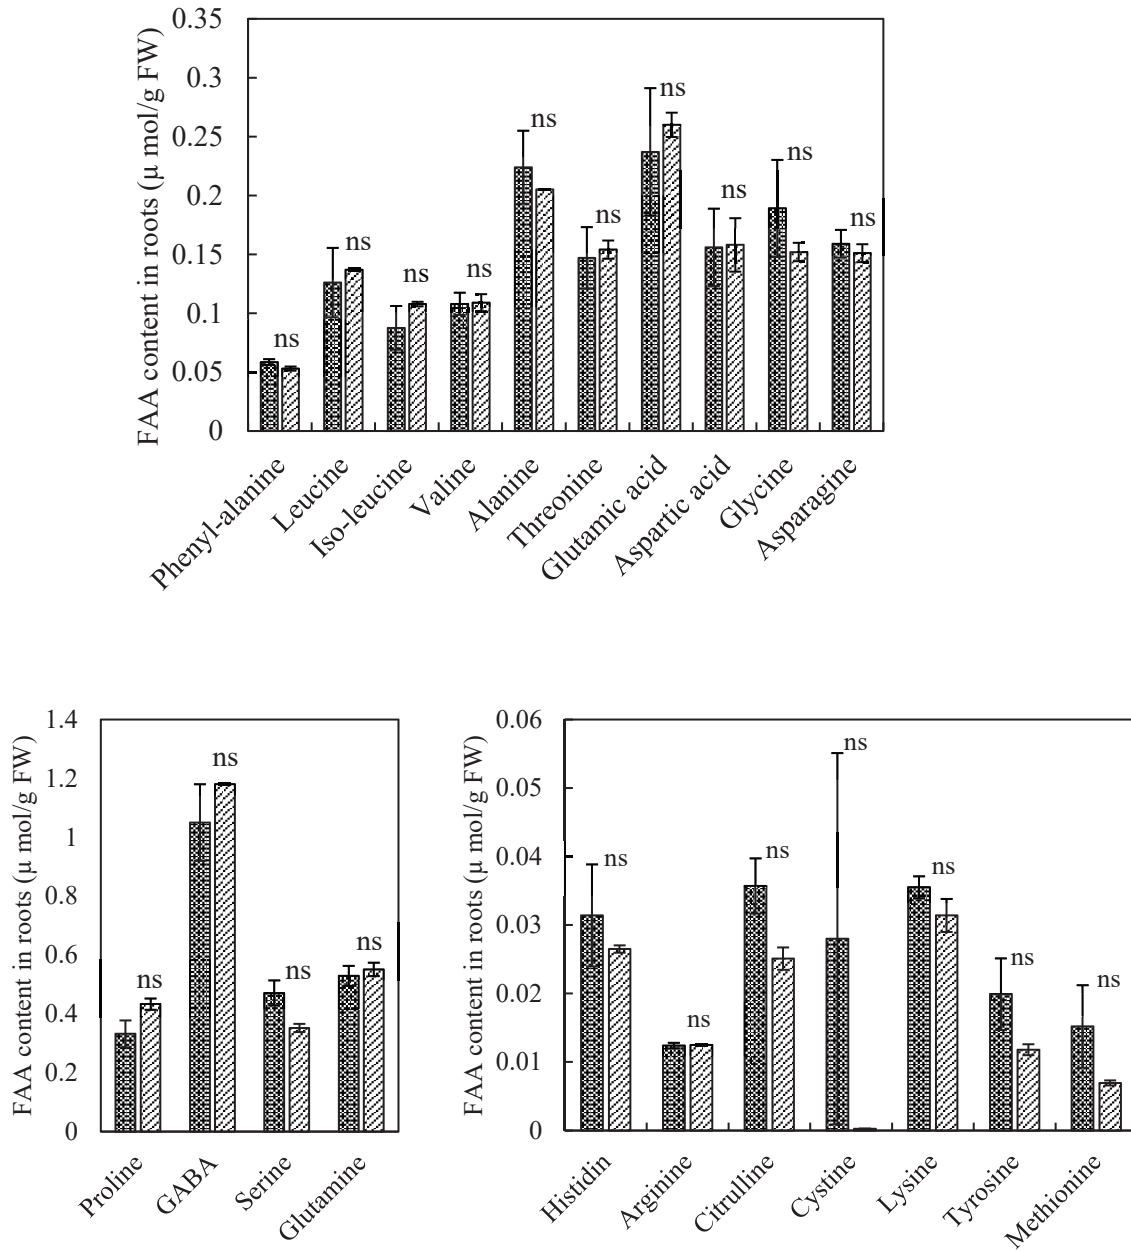 FAA content in roots (μ mol/g FW)
0.35
0.3
0.25
0.2
0.15
0.1
0.05
0
ns
ns
ns
ns
ns
ns
ns
ns
ns
ns
Phenyl-alanine
Leucine
Iso-leucine
Valine
Alanine
Threonine
Glutamic acid
Aspartic acid
Glycine
Asparagine
FAA content in roots (μ mol/g FW)
1.4
1.2
1
0.8
0.6
0.4
0.2
0
ns
ns
ns
ns
Proline
GABA
Serine
Glutamine
FAA content in roots (μ mol/g FW)
0.06
0.05
0.04
0.03
0.02
0.01
0
ns
ns
ns
ns
ns
ns
ns
Histidin
Arginine
Citrulline
Cystine
Lysine
Tyrosine
Methionine